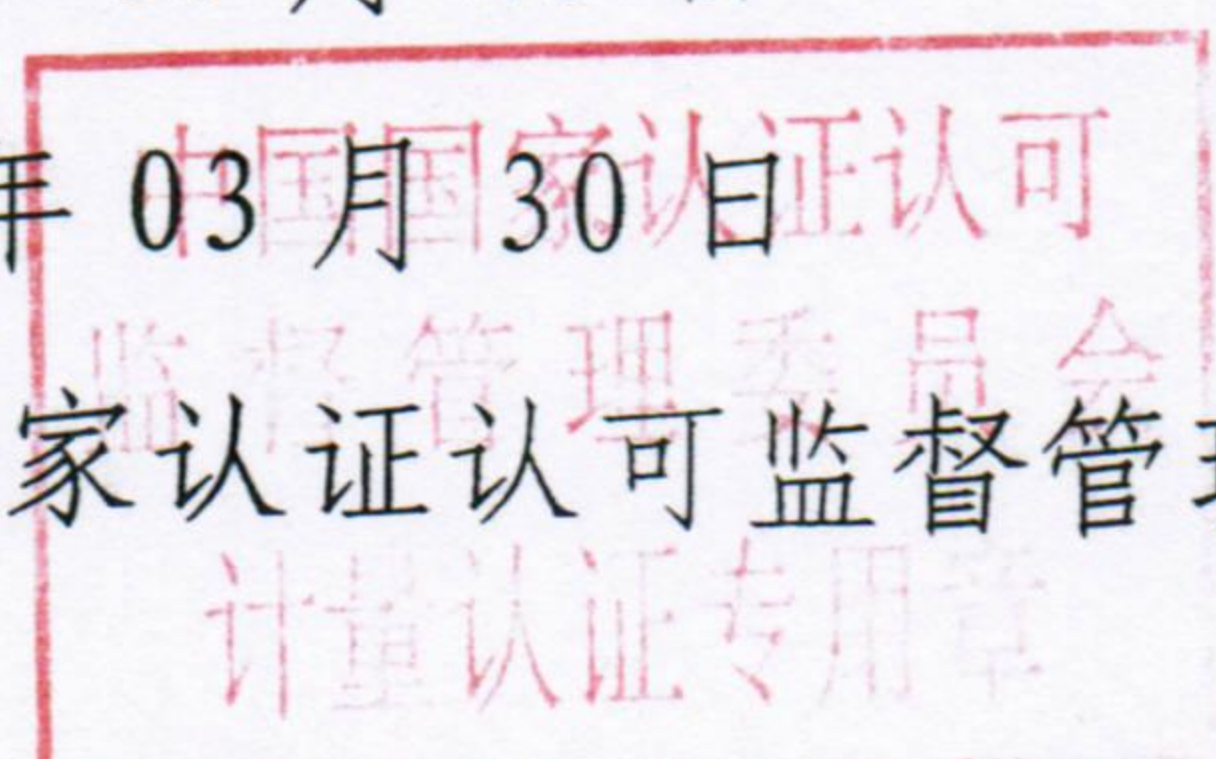 中国国家认证认可
年 03 月 30 日
监督管理委员会
家认证认可监督管
计量认证专用章